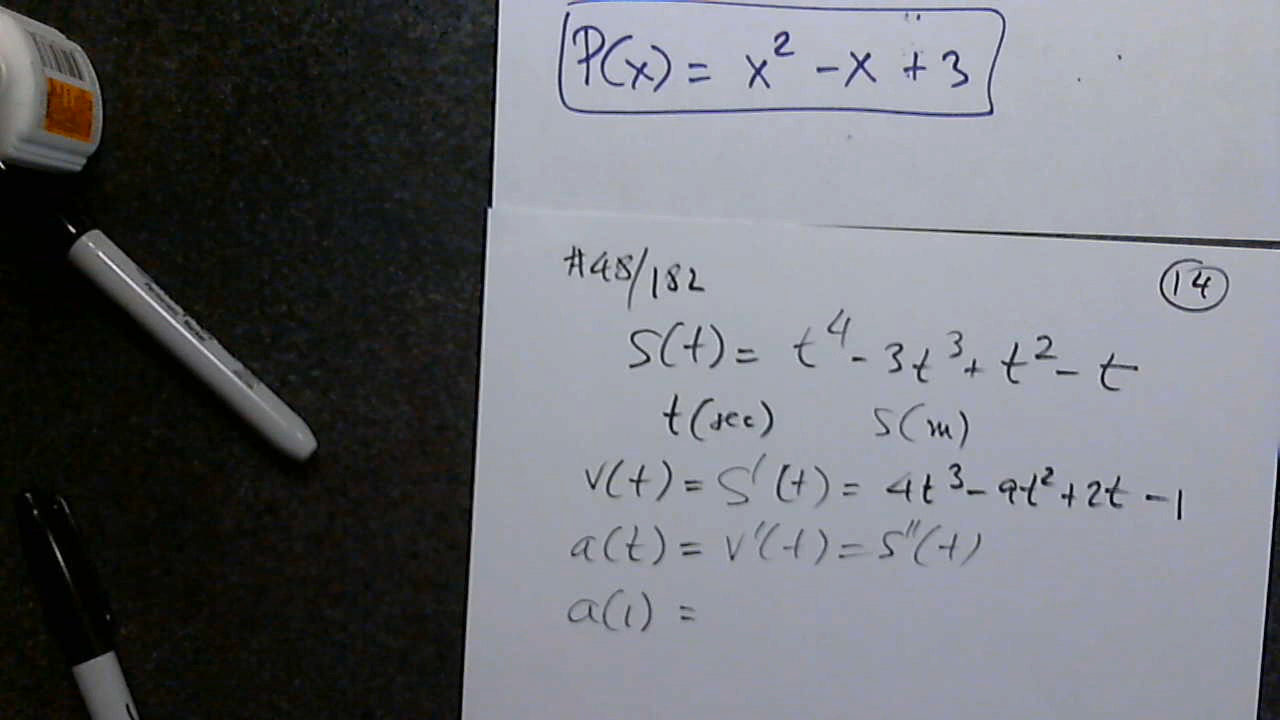 P(x) = x² - x + 3
#48/182
14
S(t) = t⁴ - 3t³ + t² - t
t(sec) S(m)
v(t) = S'(t) = 4t³ - 9t² + 2t - 1
a(t) = v'(t) = S''(t)
a(1) =